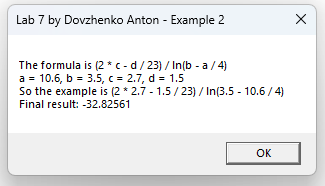 Lab 7 by Dovzhenko Anton - Example 2
The formula is (2 * c - d / 23) / ln(b - a / 4)
a = 10.6, b = 3.5, c = 2.7, d = 1.5
So the example is (2 * 2.7 - 1.5 / 23) / ln(3.5 - 10.6 / 4)
Final result: -32.82561
OK